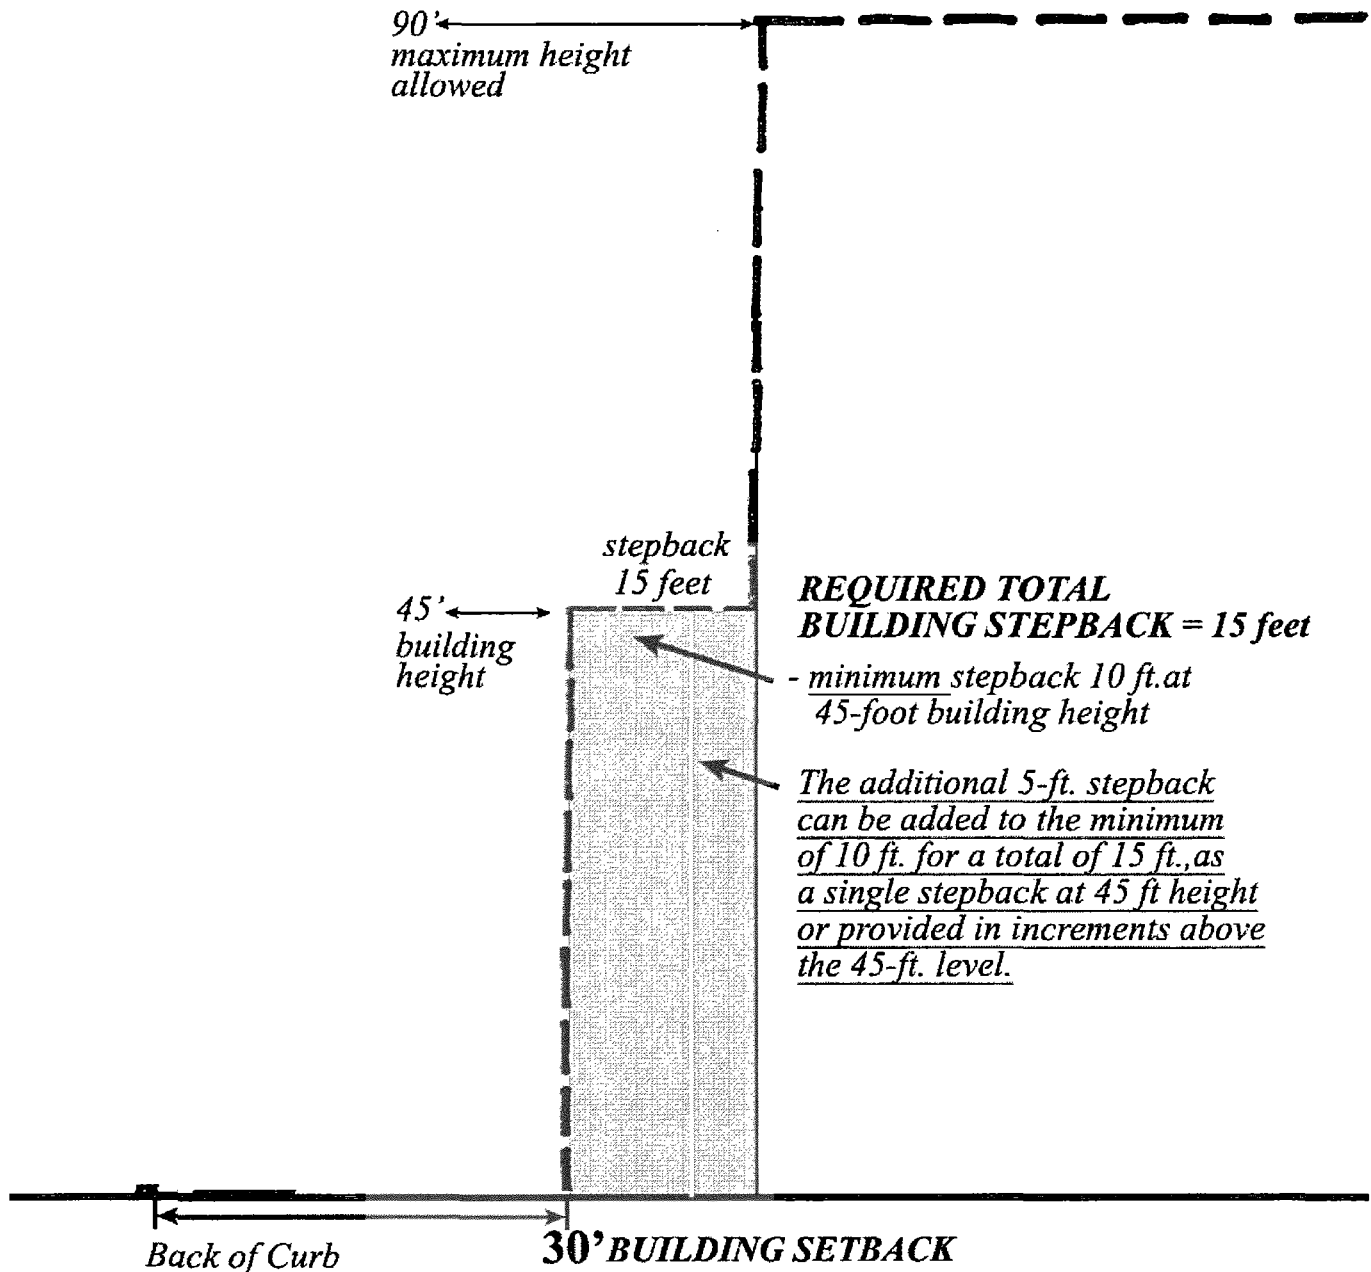 90’
maximum height
allowed
stepback
15 feet
45’
building
height
REQUIRED TOTAL
BUILDING STEPBACK = 15 feet
- minimum stepback 10 ft.at
45-foot building height
The additional 5-ft. stepback
can be added to the minimum
of 10 ft. for a total of 15 ft.,as
a single stepback at 45 ft height
or provided in increments above
the 45-ft. level.
Back of Curb
30’ BUILDING SETBACK